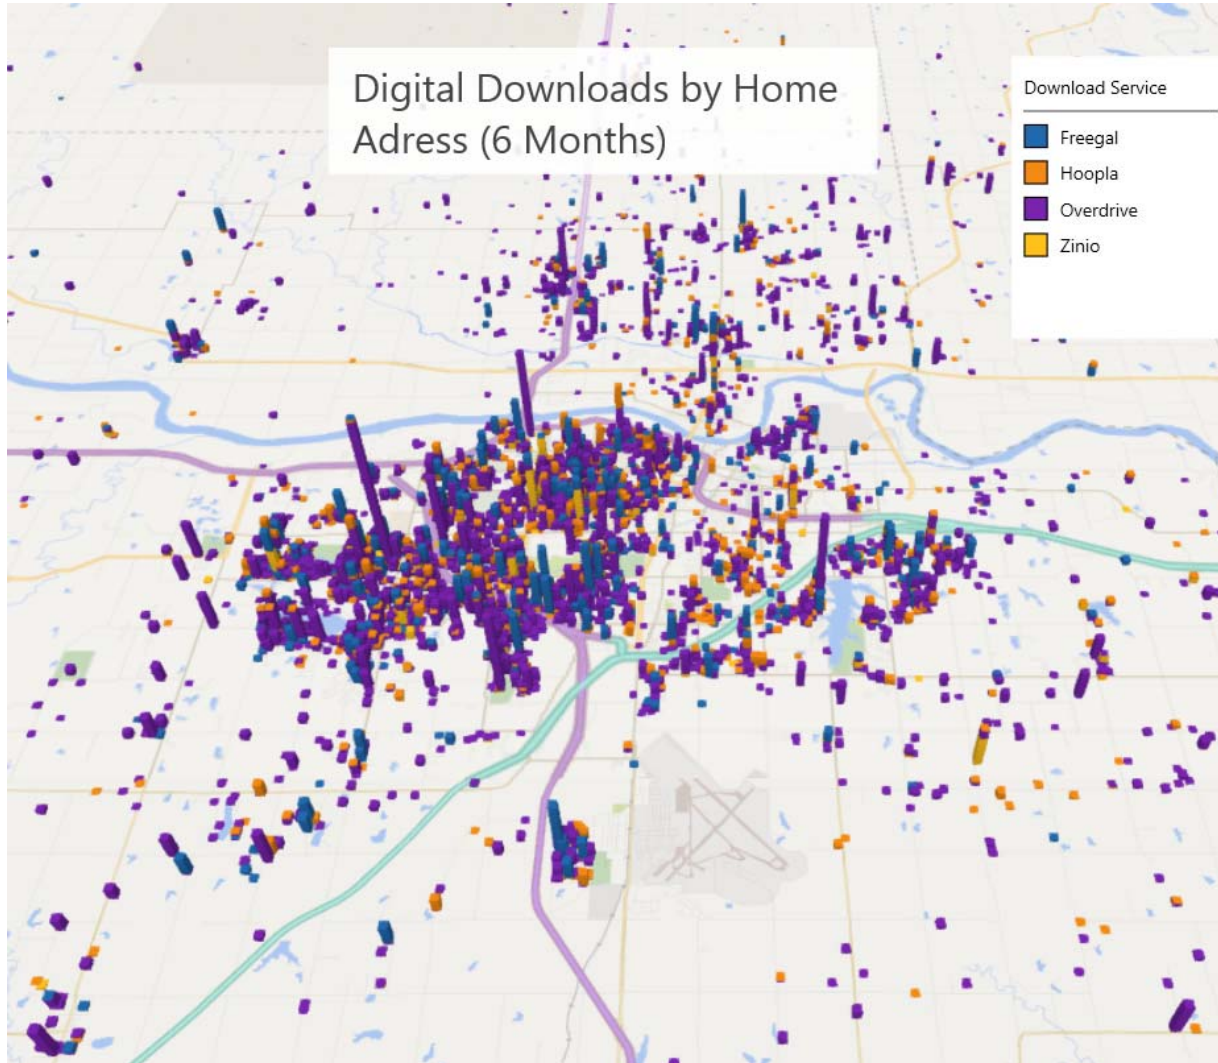 Digital Downloads by Home
Adress (6 Months)
Download Service
Freegal
Hoopla
Overdrive
Zinio